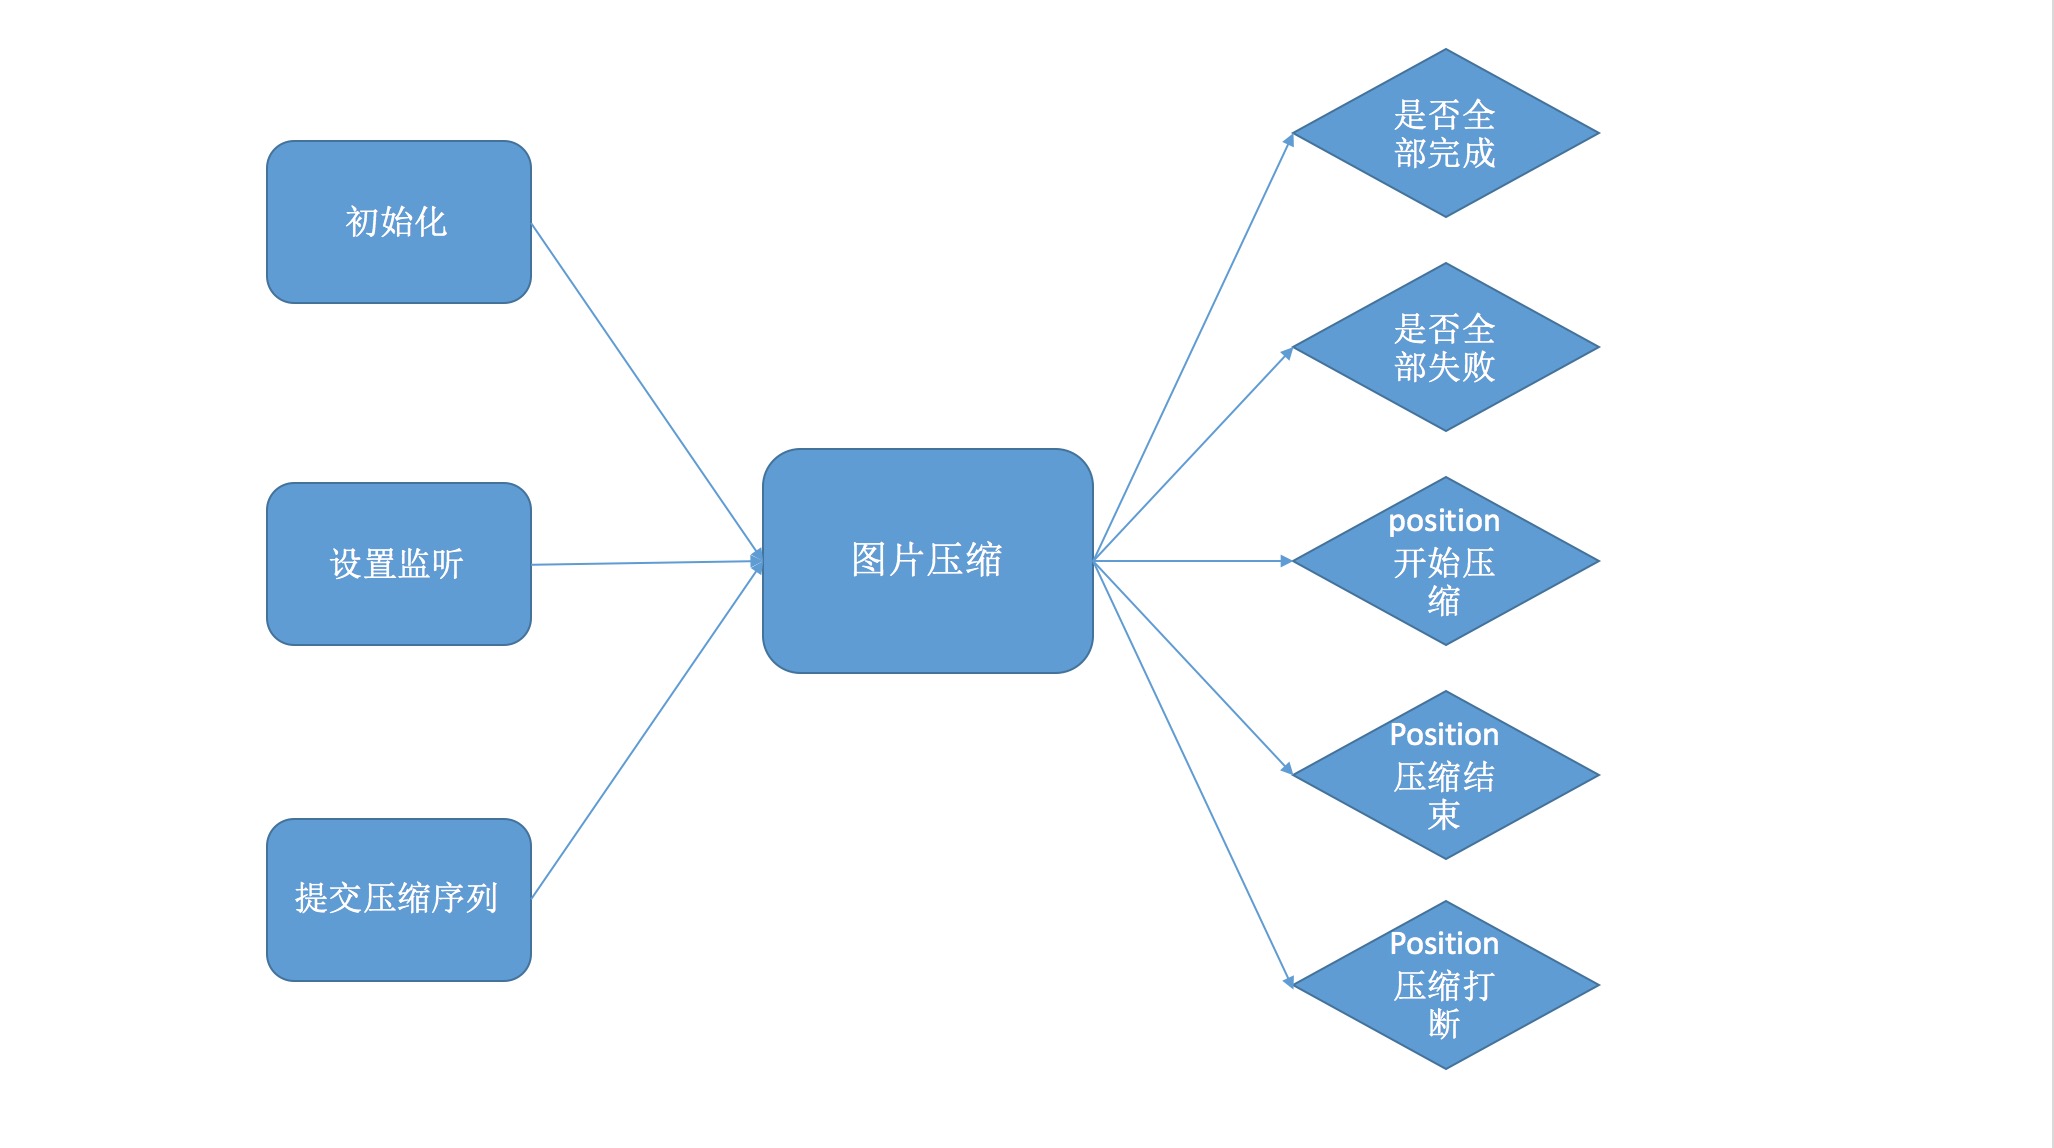 初始化
设置监听
提交压缩序列
图片压缩
是否全
部完成
是否全
部失败
position
开始压
缩
Position
压缩结
束
Position
压缩打
断